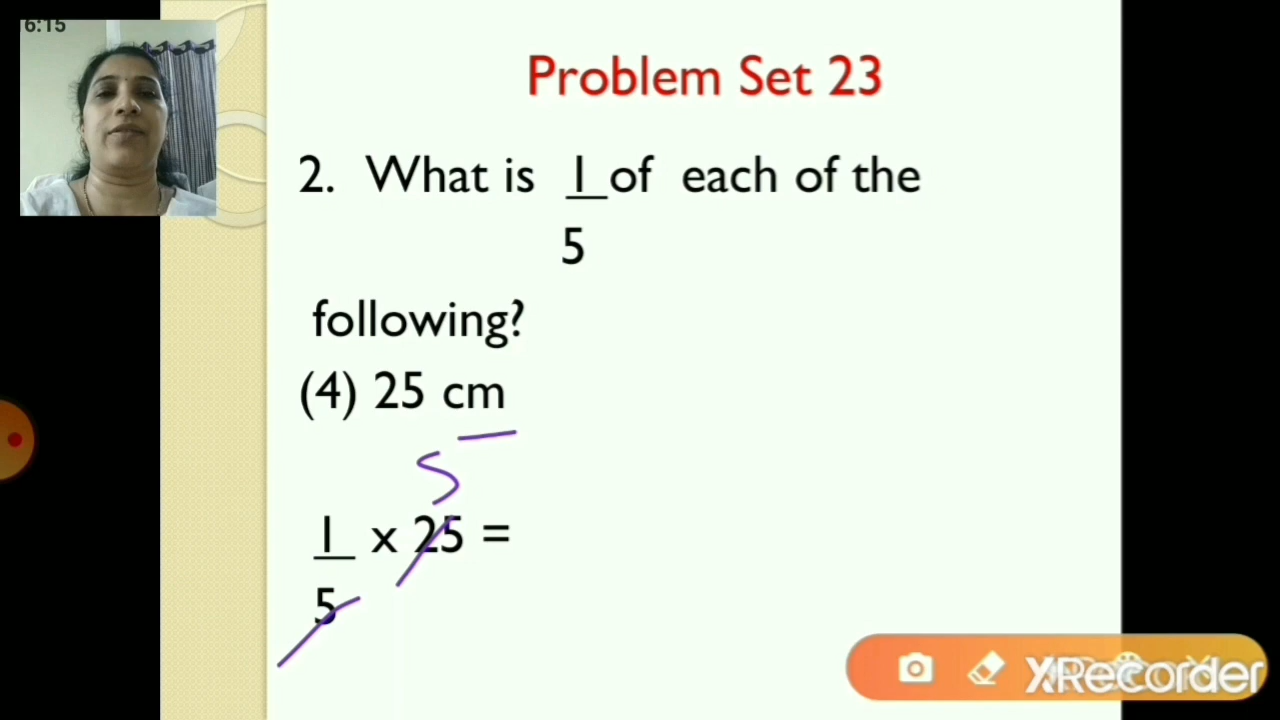 6:15
Problem Set 23
2. What is 1 of each of the
5
following?
(4) 25 cm
5
1 x 25 =
5
XRecorder